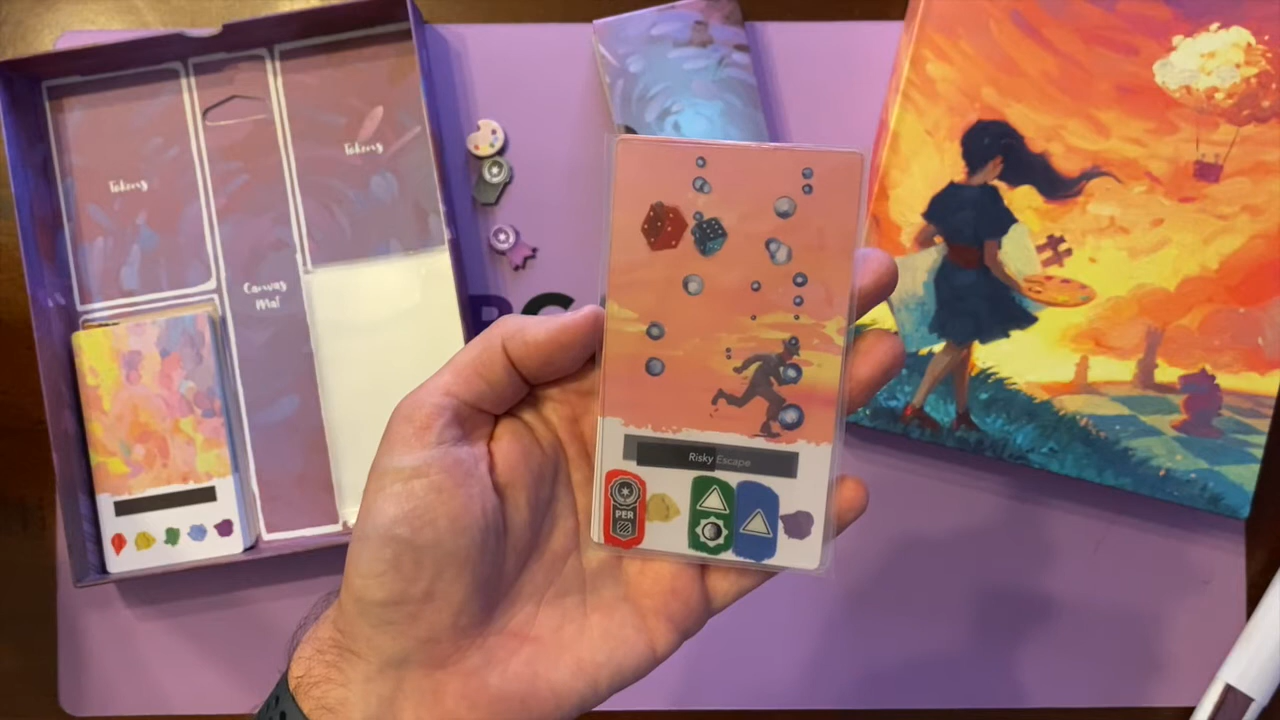 Tokens
Tokens
Canvas
Mat
Risky Escape
PER